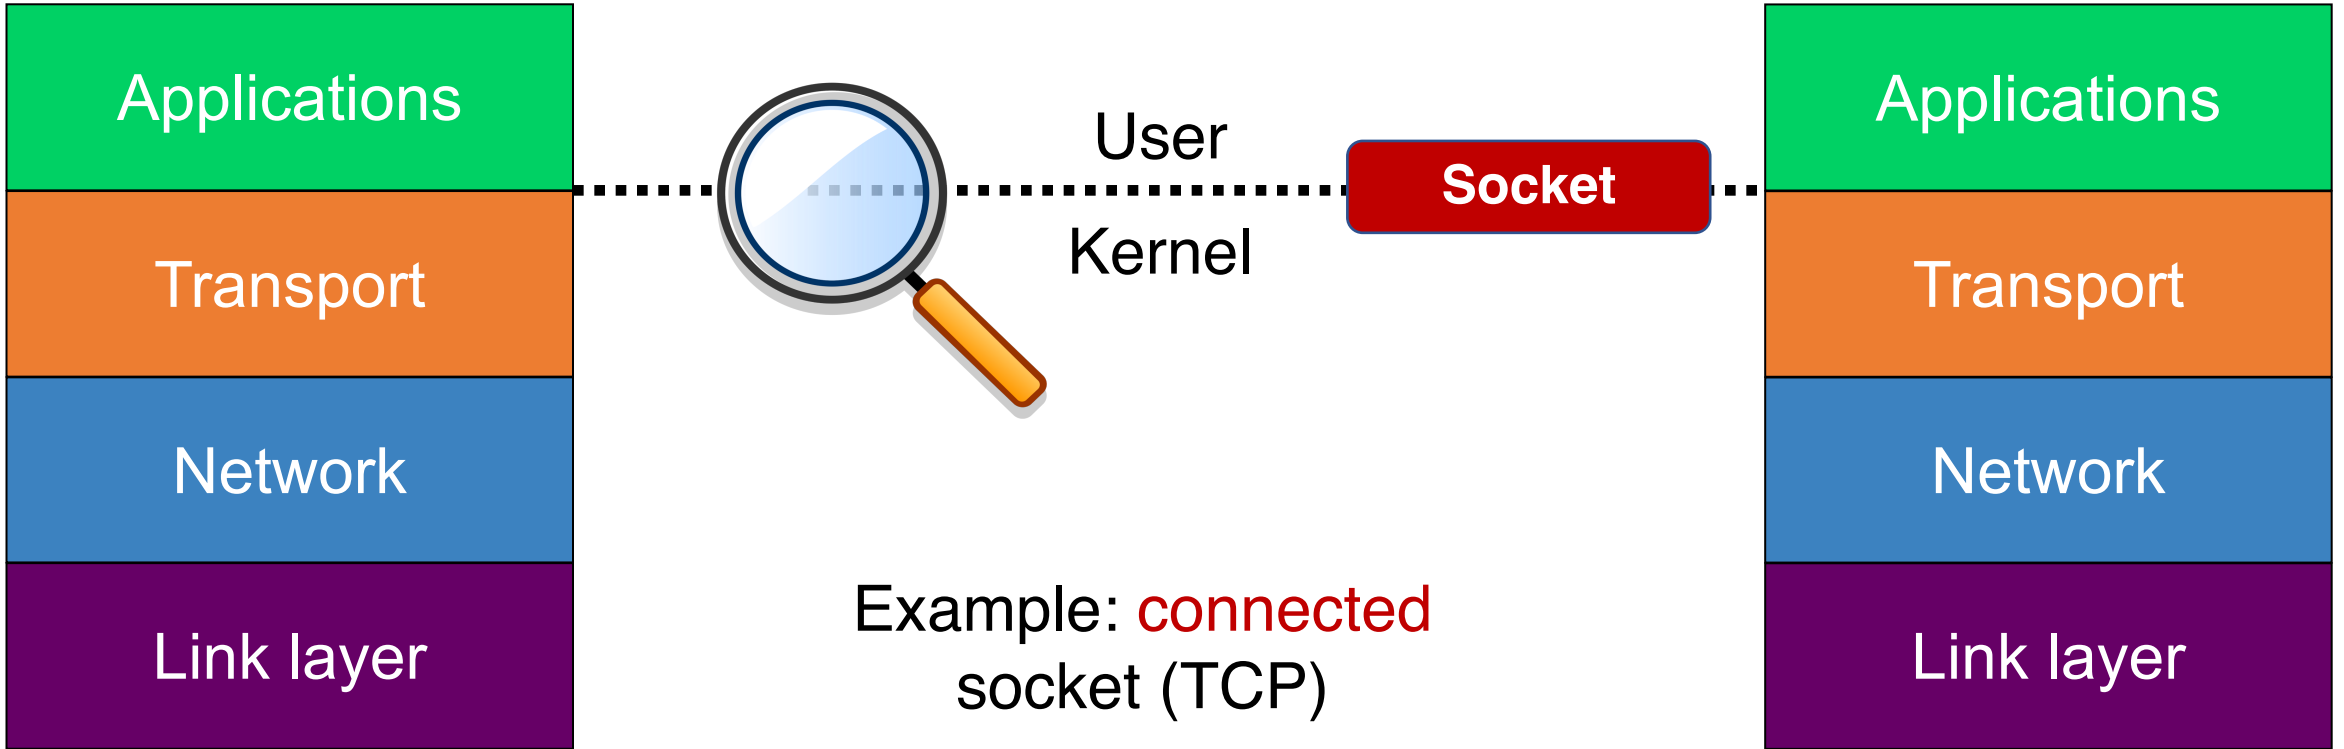 Applications
Transport
Network
Link layer
User
Kernel
Socket
Example: connected
socket (TCP)
Applications
Transport
Network
Link layer